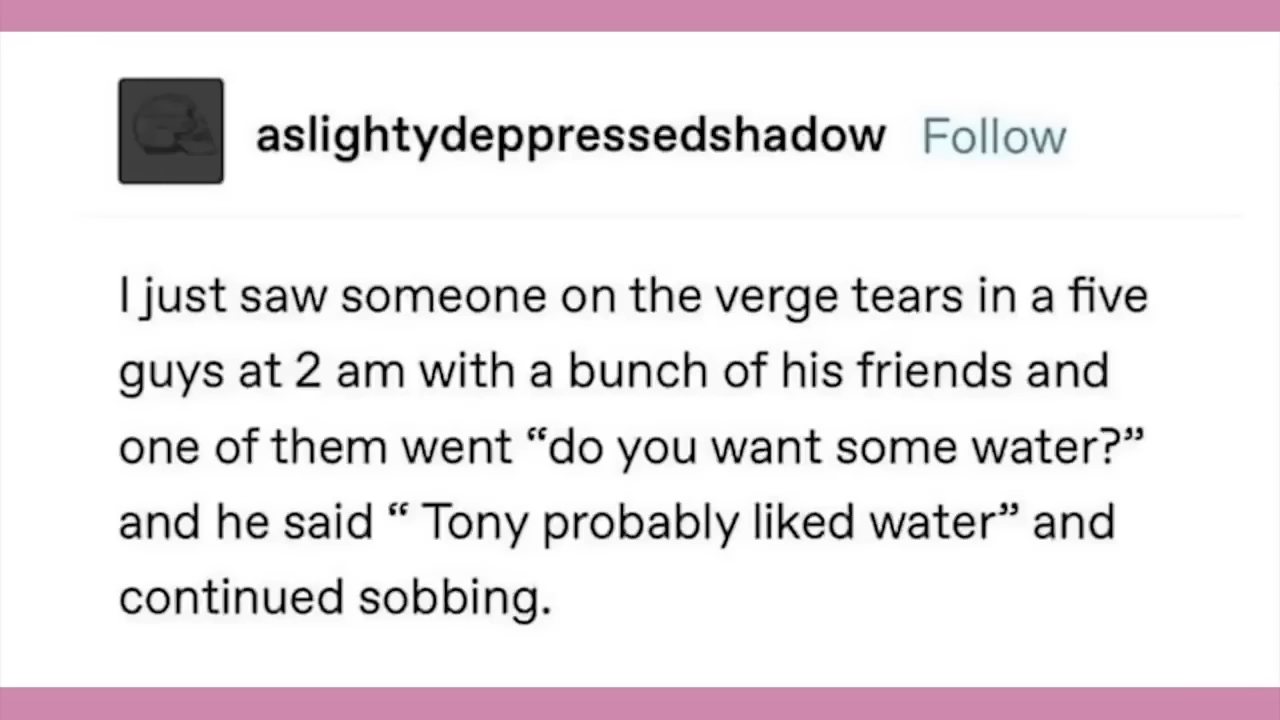 aslightydeppressedshadow Follow
I just saw someone on the verge tears in a five
guys at 2 am with a bunch of his friends and
one of them went “do you want some water?”
and he said “ Tony probably liked water” and
continued sobbing.